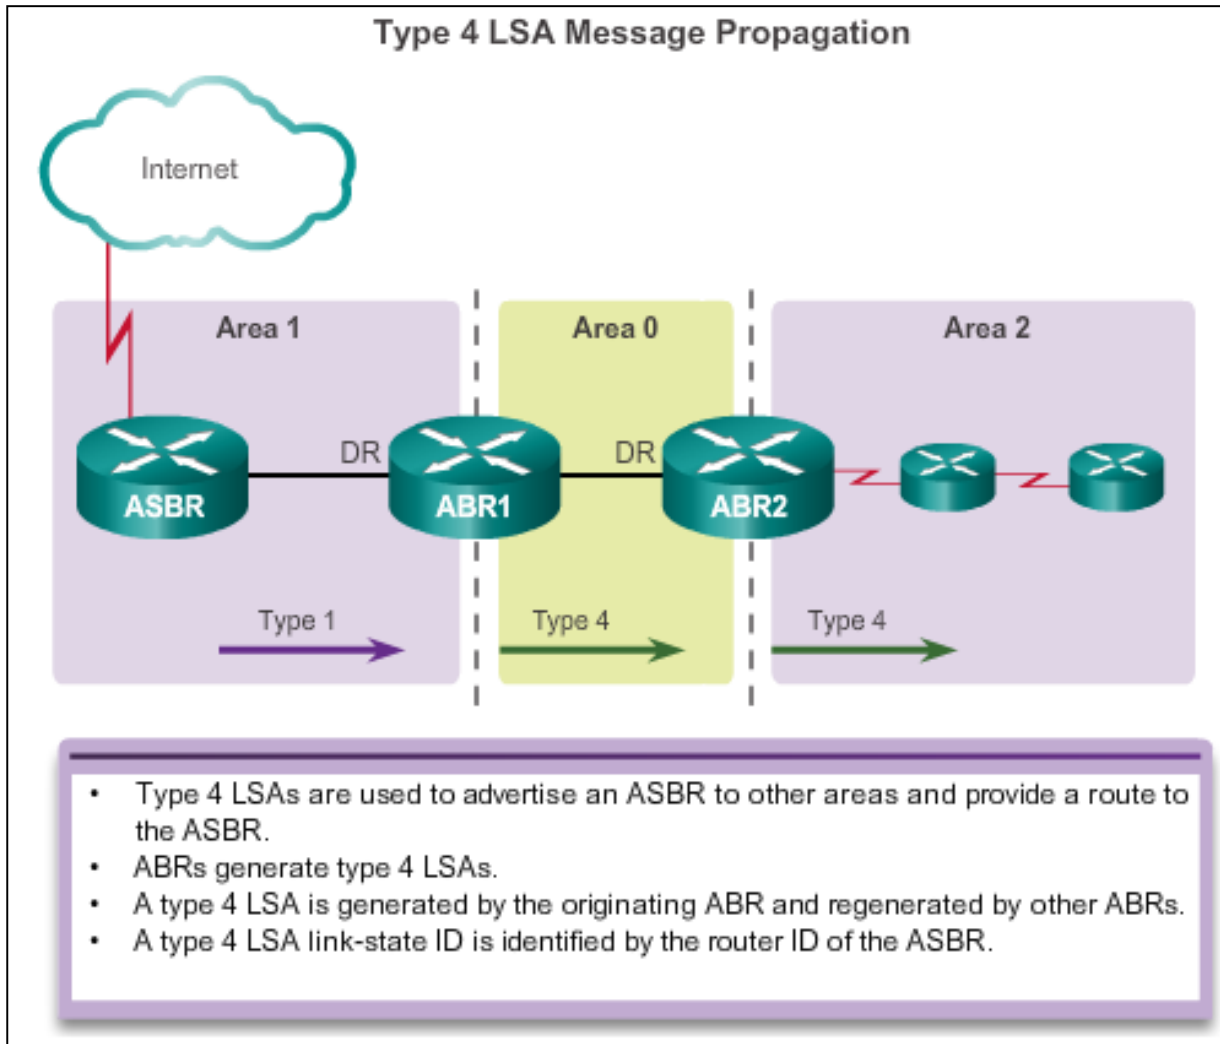 Type 4 LSA Message Propagation
Internet
Area 1
Area 0
Area 2
DR
DR
ASBR
ABR1
ABR2
Type 1
Type 4
Type 4
• Type 4 LSAs are used to advertise an ASBR to other areas and provide a route to
the ASBR.
• ABRs generate type 4 LSAs.
• A type 4 LSA is generated by the originating ABR and regenerated by other ABRs.
• A type 4 LSA link-state ID is identified by the router ID of the ASBR.